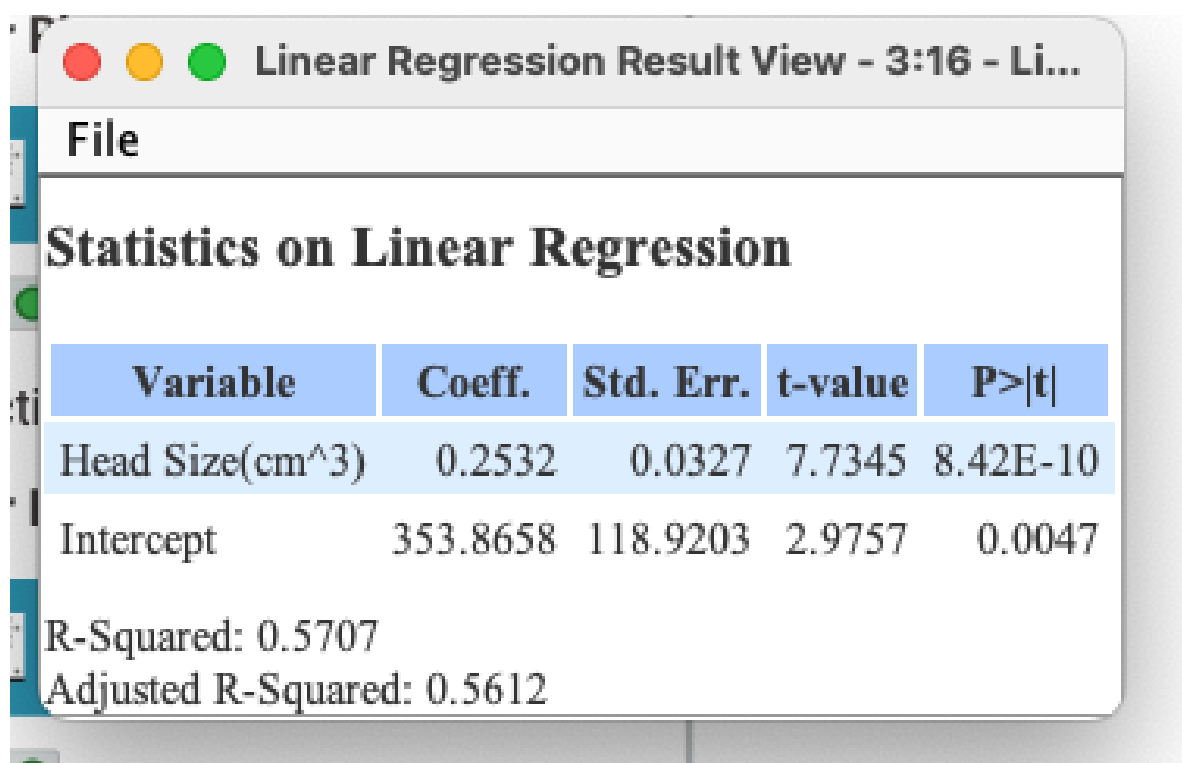 Linear Regression Result View - 3:16 - Li...
File
Statistics on Linear Regression
Variable Coeff. Std. Err. t-value P>|t|
Head Size(cm^3) 0.2532 0.0327 7.7345 8.42E-10
Intercept 353.8658 118.9203 2.9757 0.0047
R-Squared: 0.5707
Adjusted R-Squared: 0.5612